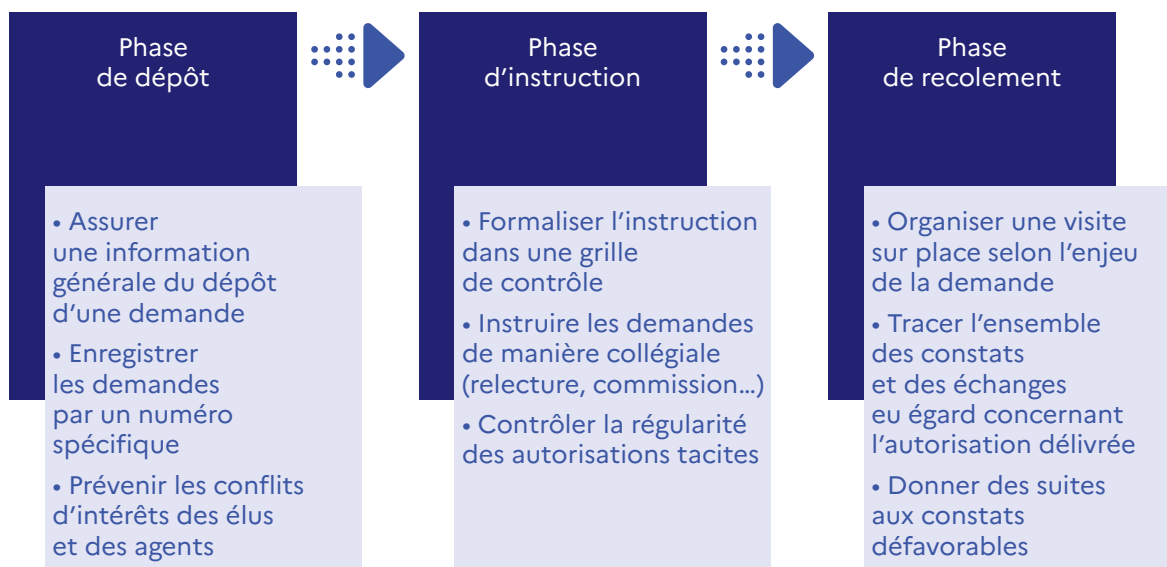 Phase
de dépôt
• Assurer
une information
générale du dépôt
d'une demande
• Enregistrer
les demandes
par un numéro
spécifique
• Prévenir les conflits
d'intérêts des élus
et des agents
Phase
d'instruction
• Formaliser l'instruction
dans une grille
de contrôle
• Instruire les demandes
de manière collégiale
(relecture, commission…)
• Contrôler la régularité
des autorisations tacites
Phase
de recolement
• Organiser une visite
sur place selon l'enjeu
de la demande
• Tracer l'ensemble
des constats
et des échanges
eu égard concernant
l'autorisation délivrée
• Donner des suites
aux constats
défavorables